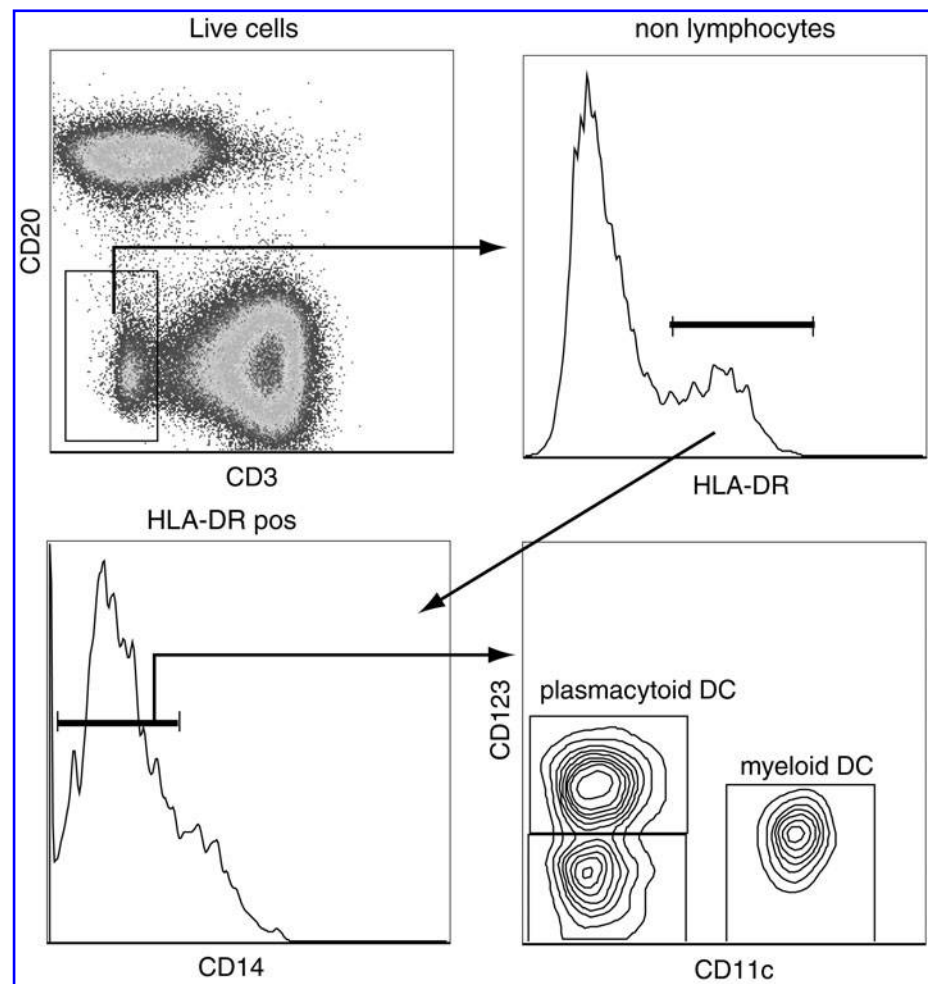 Live cells
non lymphocytes
CD20
CD3
HLA-DR
HLA-DR pos
CD14
CD123
plasmacytoid DC
myeloid DC
CD11c